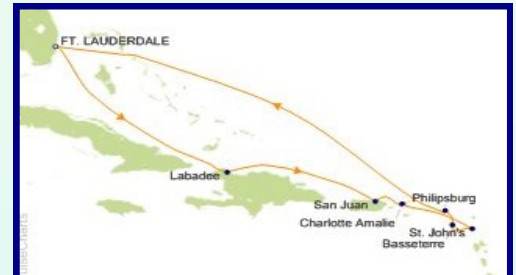 FT. LAUDERDALE
Labadee
San Juan
Philipsburg
Charlotte Amalie
St. John's
Basseterre